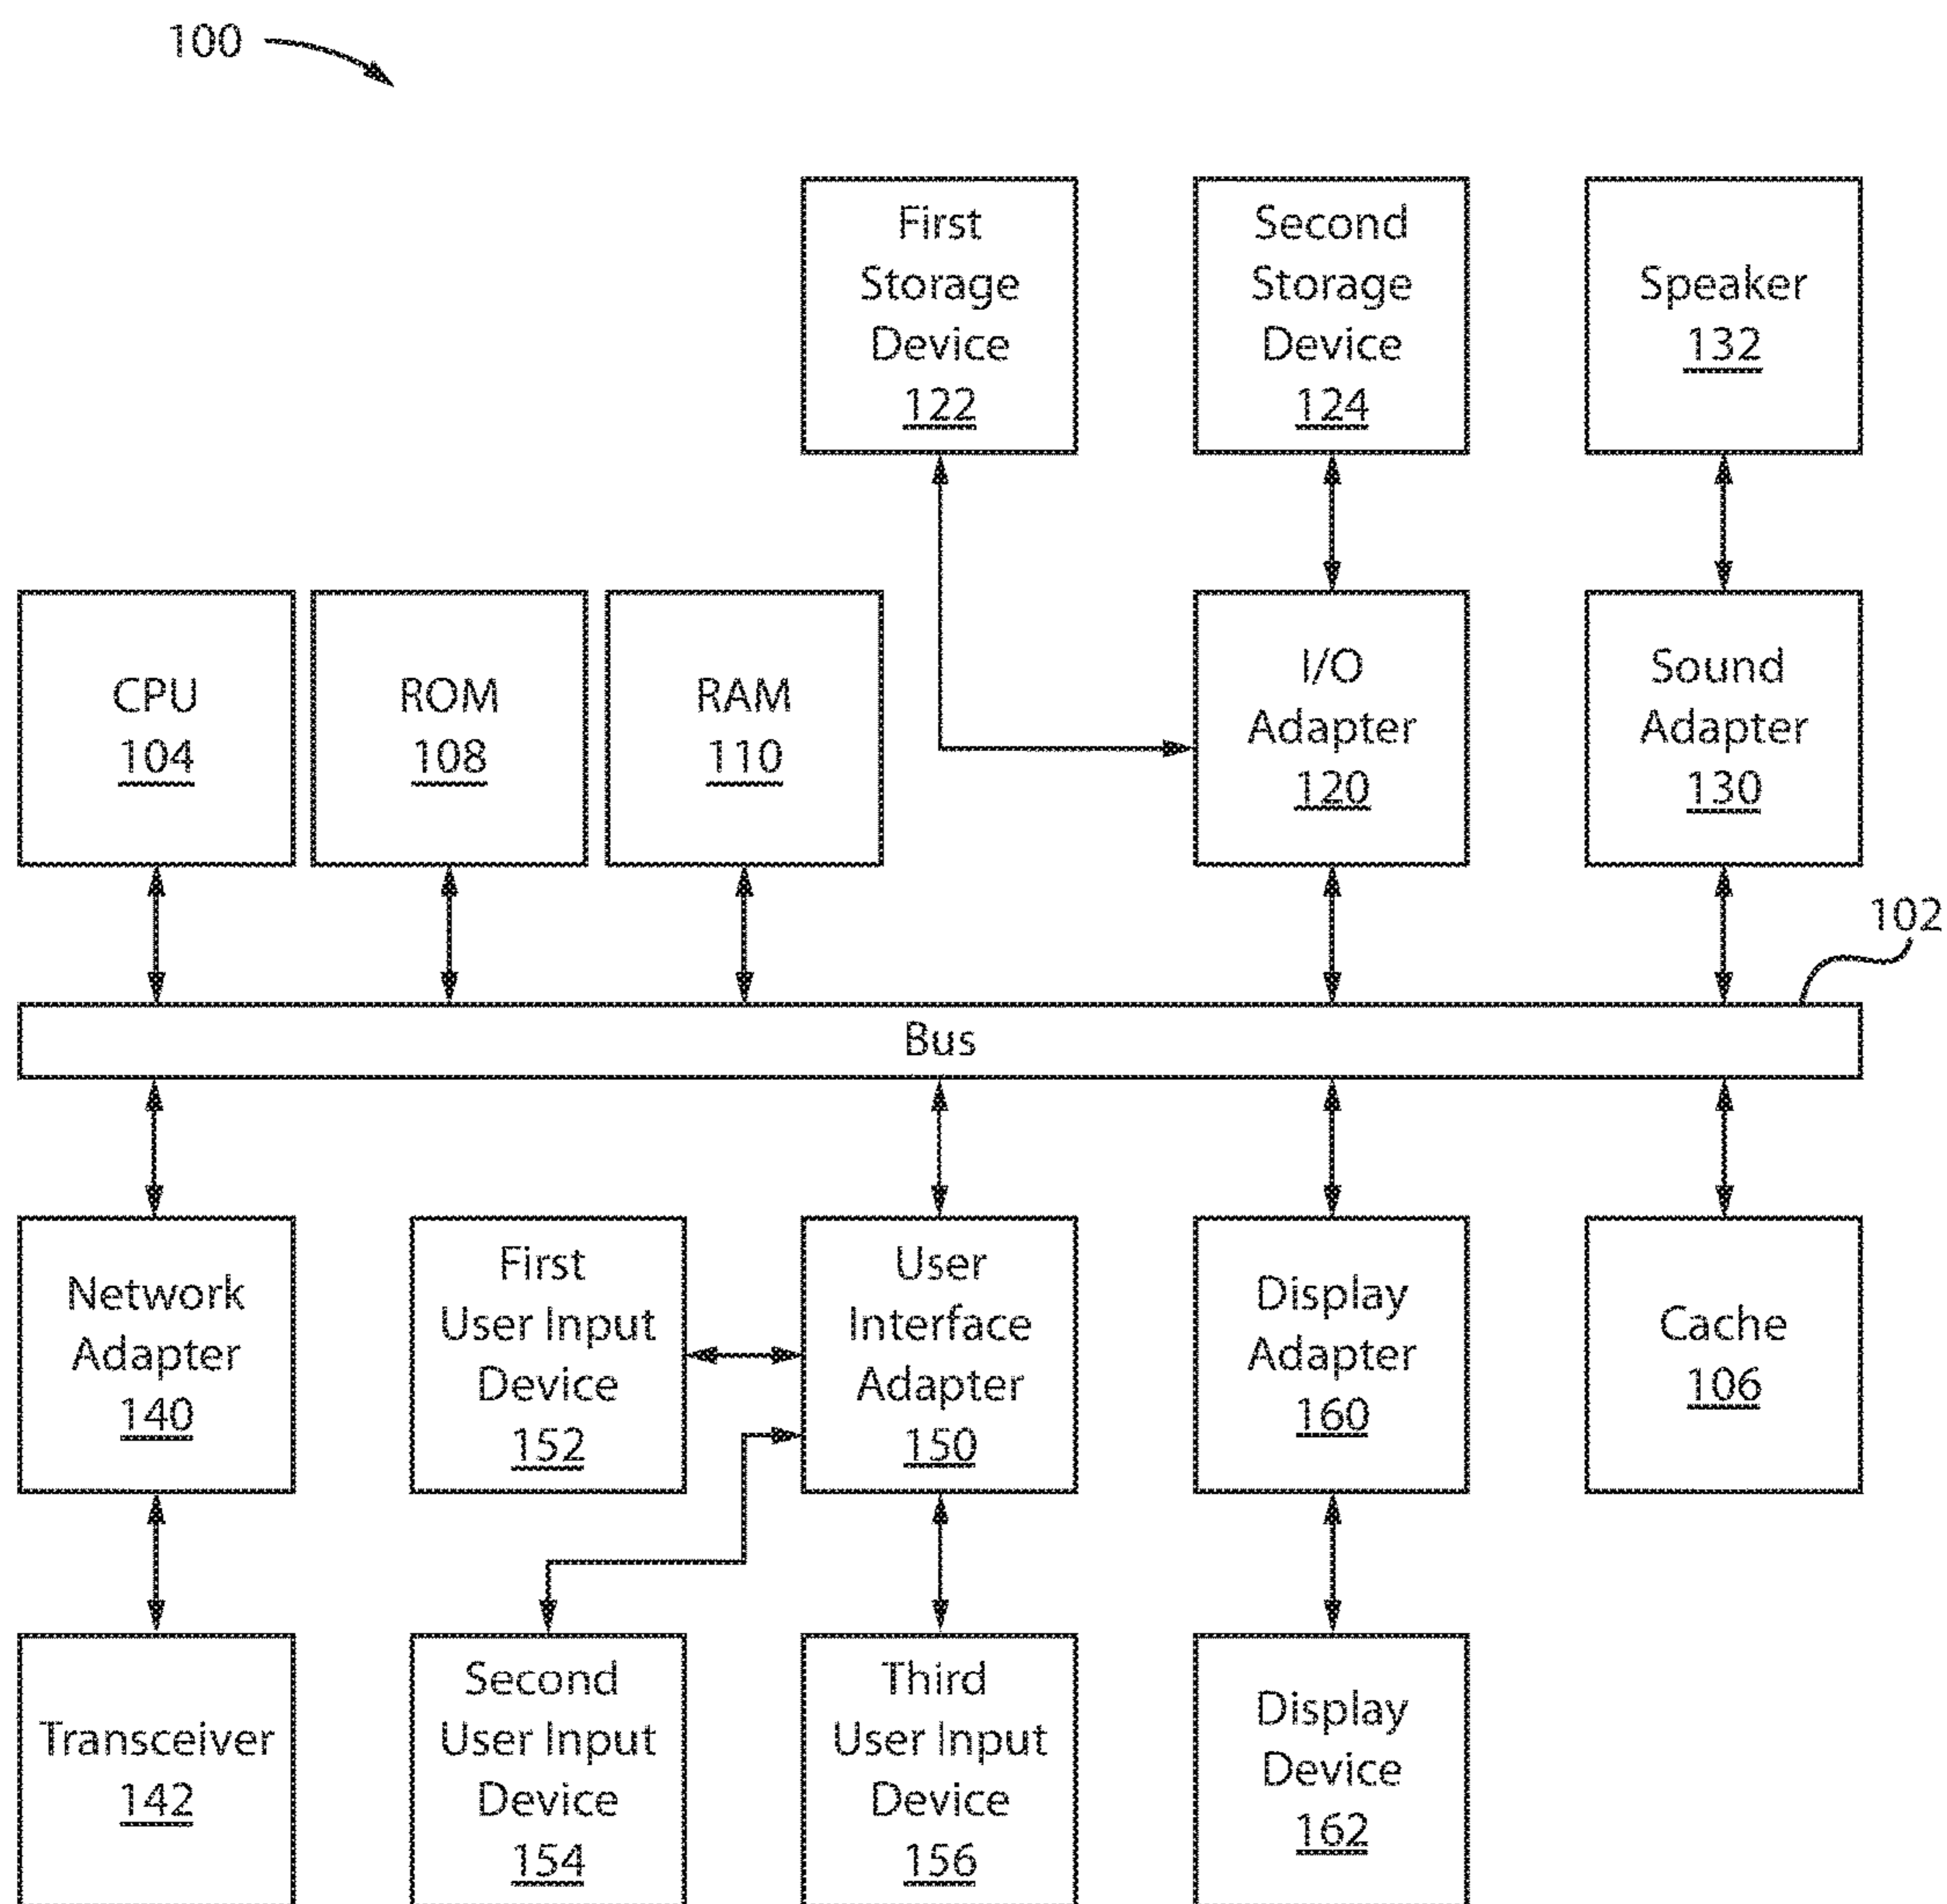 100
First
Storage
Device
122
Second
Storage
Device
124
Speaker
132
CPU
104
ROM
108
RAM
110
I/O
Adapter
120
Sound
Adapter
130
102
Bus
Network
Adapter
140
First
User Input
Device
152
User
Interface
Adapter
150
Display
Adapter
160
Cache
106
Transceiver
142
Second
User Input
Device
154
Third
User Input
Device
156
Display
Device
162